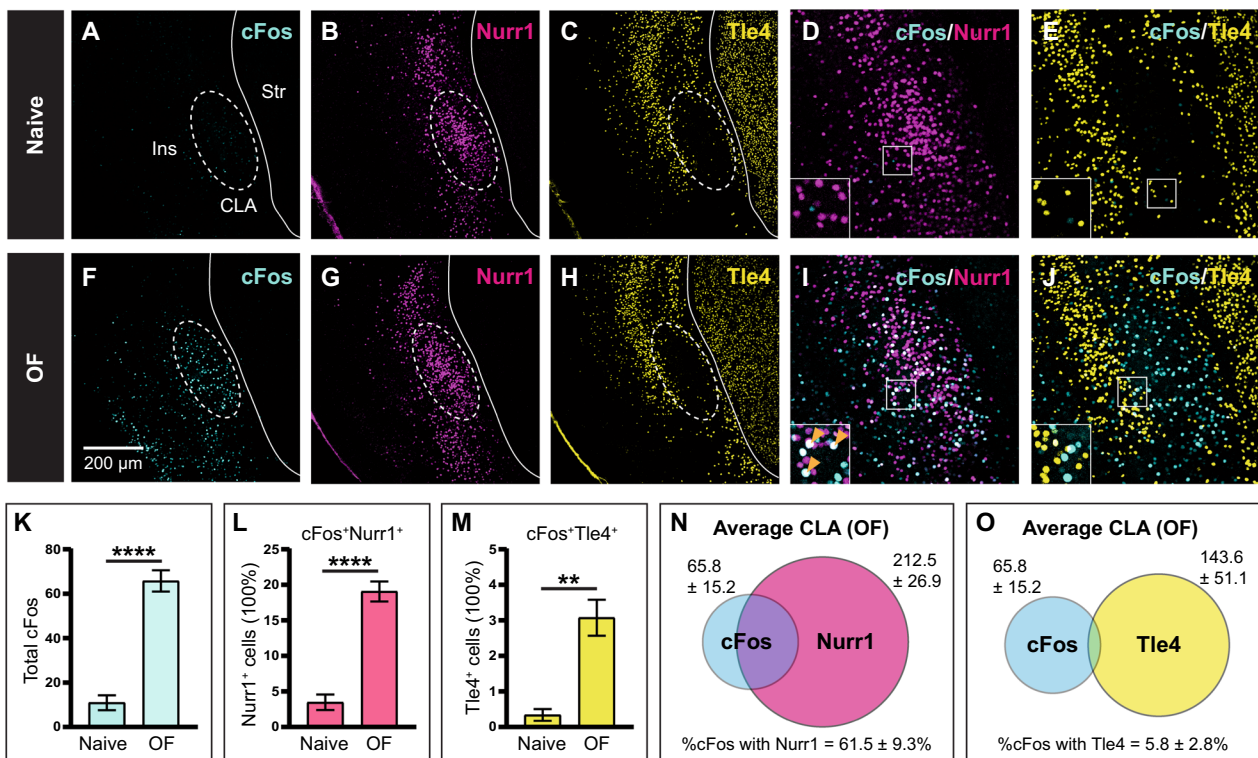 Naive
A
cFos
Str
Ins
CLA
B
Nurr1
C
Tle4
D
cFos/Nurr1
E
cFos/Tle4
OF
F
cFos
200 µm
G
Nurr1
H
Tle4
I
cFos/Nurr1
J
cFos/Tle4
K
Total cFos
80
60
40
20
0
****
Naive
OF
L
cFos⁺Nurr1⁺
Nurr1⁺ cells (100%)
25
20
15
10
5
0
****
Naive
OF
M
cFos⁺Tle4⁺
Tle4⁺ cells (100%)
5
4
3
2
1
0
**
Naive
OF
N
Average CLA (OF)
65.8
± 15.2
212.5
± 26.9
cFos
Nurr1
%cFos with Nurr1 = 61.5 ± 9.3%
O
Average CLA (OF)
65.8
± 15.2
143.6
± 51.1
cFos
Tle4
%cFos with Tle4 = 5.8 ± 2.8%